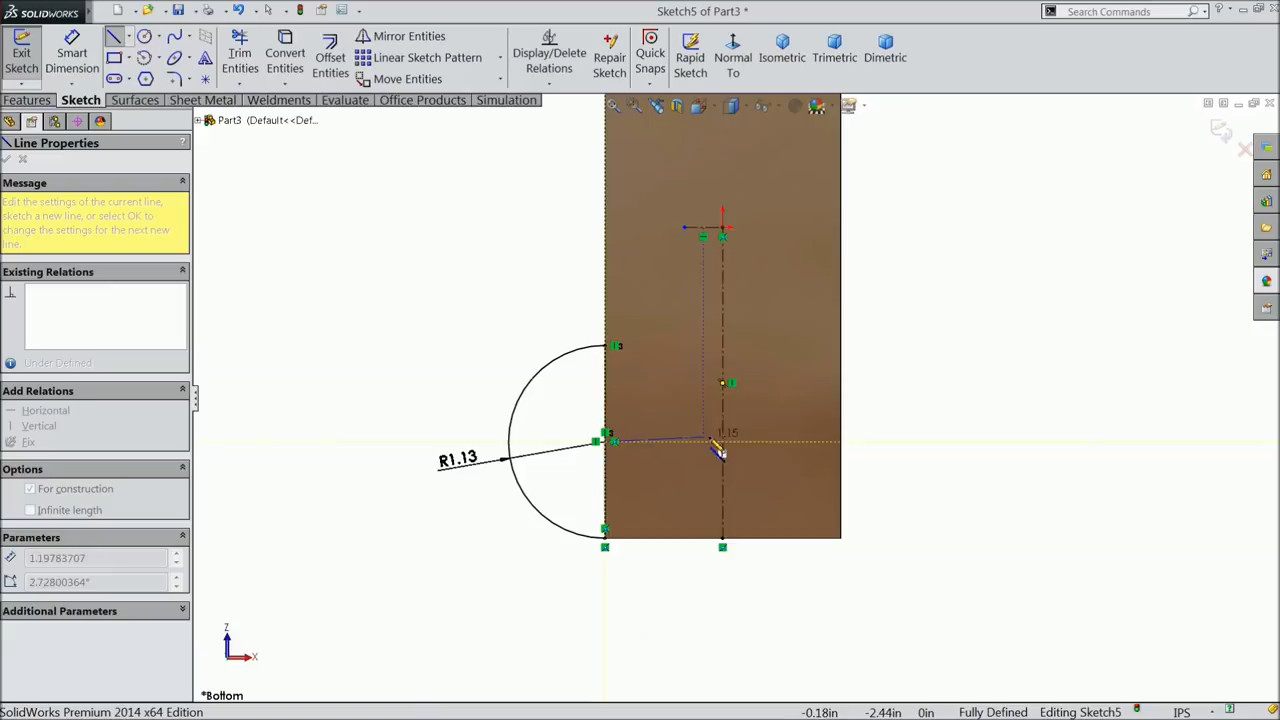 SOLIDWORKS
Sketch5 of Part3 *
Search Commands
Exit Sketch
Smart Dimension
Trim Entities
Convert Entities
Offset Entities
Mirror Entities
Linear Sketch Pattern
Move Entities
Display/Delete Relations
Repair Sketch
Quick Snaps
Rapid Sketch
Normal To
Isometric
Trimetric
Dimetric
Features
Sketch
Surfaces
Sheet Metal
Weldments
Evaluate
Office Products
Simulation
Part3 (Default<<Def...
Line Properties
?
Message
Edit the settings of the current line,
sketch a new line, or select OK to
change the settings for the next new
line.
Existing Relations
Under Defined
Add Relations
Horizontal
Vertical
Fix
Options
For construction
Infinite length
Parameters
1.19783707
2.72800364°
Additional Parameters
3
3
1.15
R1.13
Z
X
*Bottom
SolidWorks Premium 2014 x64 Edition
-0.18in
-2.44in
0in
Fully Defined
Editing Sketch5
IPS